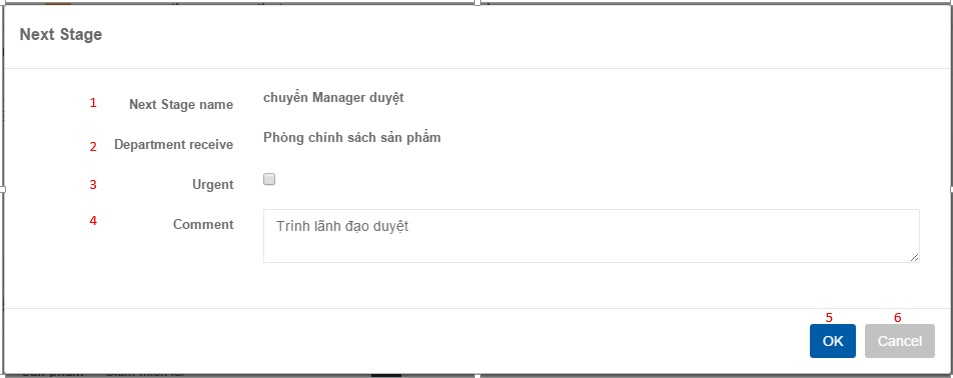 Next Stage
1 Next Stage name chuyển Manager duyệt
2 Department receive Phòng chính sách sản phẩm
3 Urgent
4 Comment Trình lãnh đạo duyệt
5 6
OK Cancel